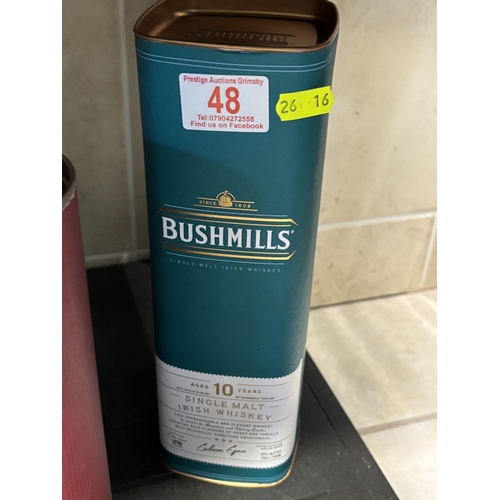 Prestige Auctions Grimsby
48
Tel:07904272558
Find us on Facebook
26 . 16
SINCE 1608
BUSHMILLS
SINGLE MALT IRISH WHISKEY
AGED 10 YEARS
SINGLE MALT
IRISH WHISKEY